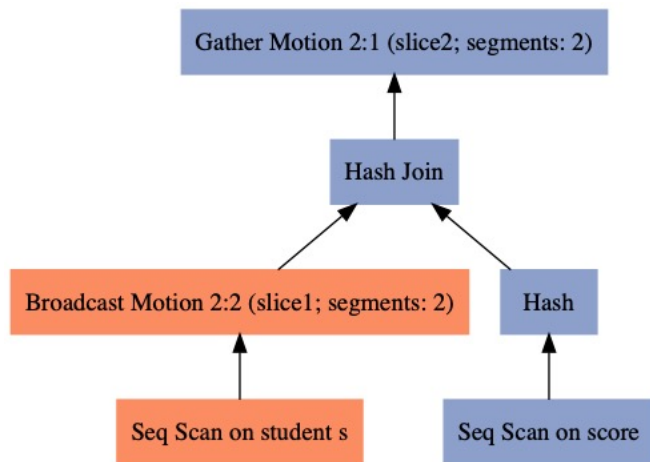 Gather Motion 2:1 (slice2; segments: 2)
Hash Join
Broadcast Motion 2:2 (slice1; segments: 2)
Hash
Seq Scan on student s
Seq Scan on score